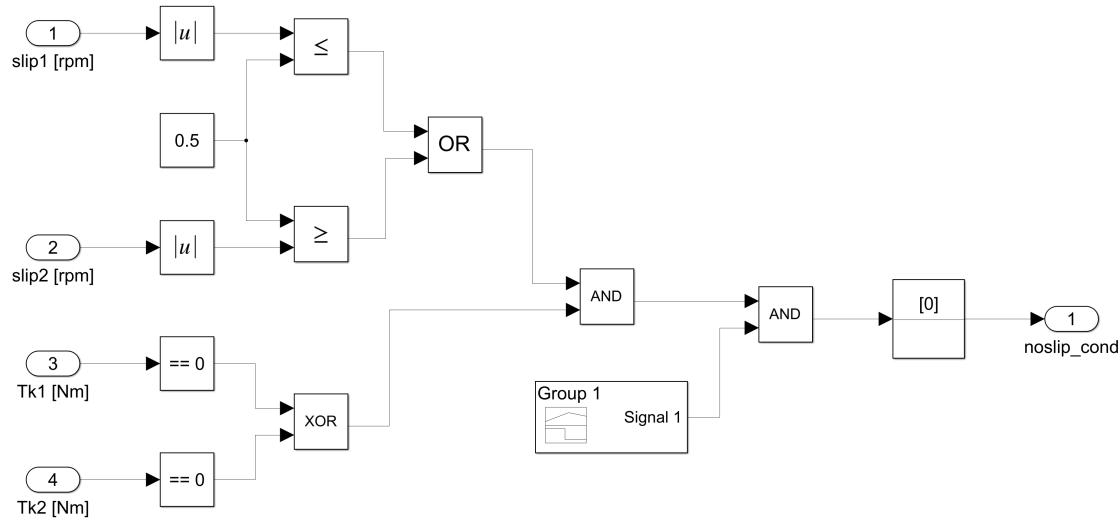 1
slip1 [rpm]
|u|
≤
0.5
OR
2
slip2 [rpm]
|u|
≥
AND
AND
[0]
1
noslip_cond
3
Tk1 [Nm]
== 0
XOR
Group 1
Signal 1
4
Tk2 [Nm]
== 0